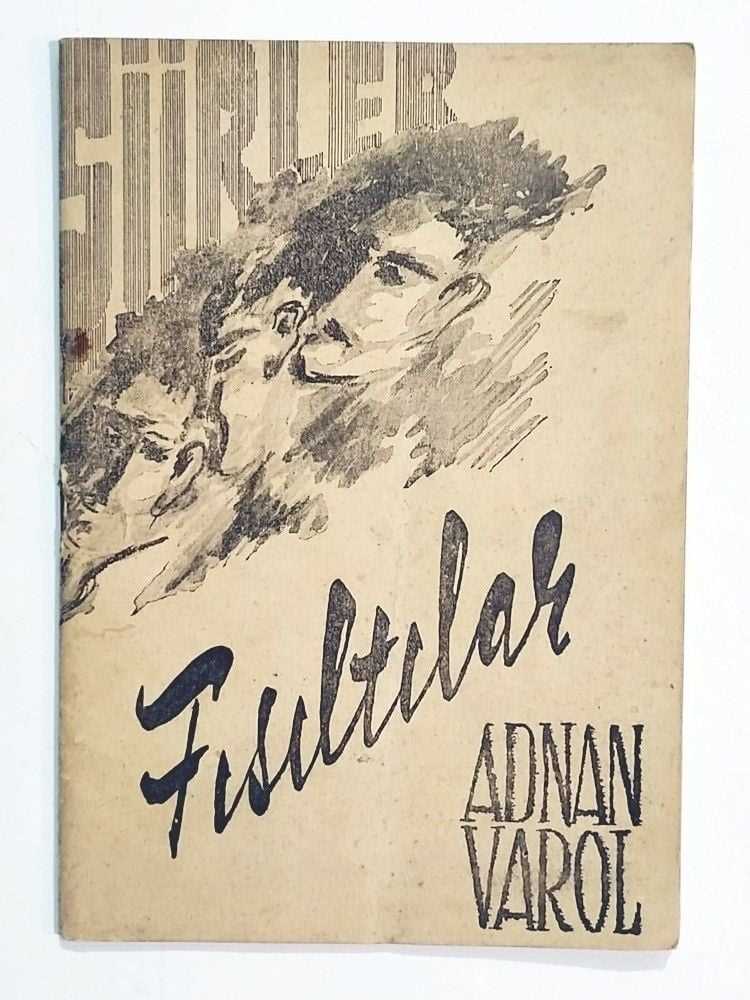 ŞİİRLER
Fısıltılar
ADNAN
VAROL